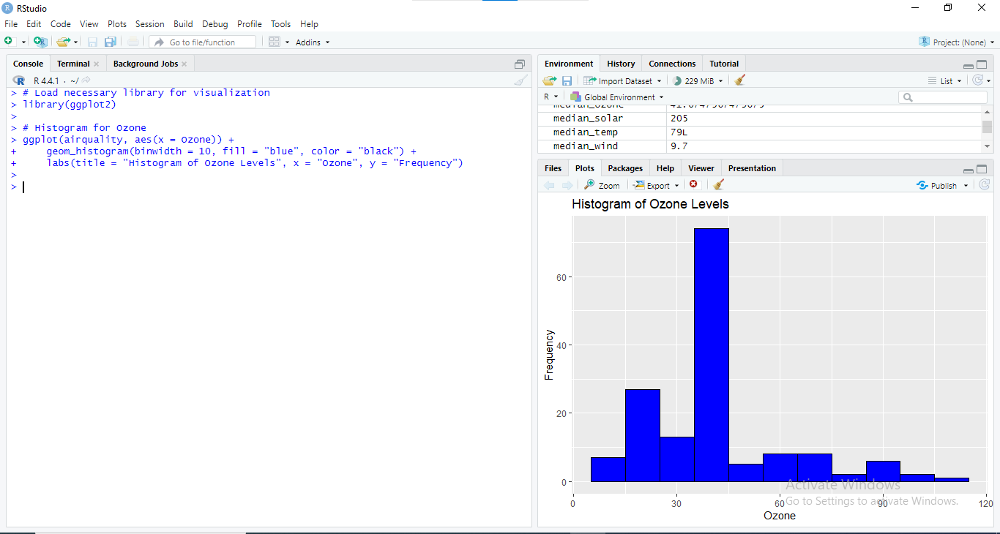 RStudio
File Edit Code View Plots Session Build Debug Profile Tools Help
Go to file/function Addins Project: (None)
Console Terminal Background Jobs
R 4.4.1 · ~/
> # Load necessary library for visualization
> library(ggplot2)
>
> # Histogram for Ozone
> ggplot(airquality, aes(x = Ozone)) +
+     geom_histogram(binwidth = 10, fill = "blue", color = "black") +
+     labs(title = "Histogram of Ozone Levels", x = "Ozone", y = "Frequency")
>
>
Environment History Connections Tutorial
Import Dataset 229 MiB List
R Global Environment
median_solar 205
median_temp 79L
median_wind 9.7
Files Plots Packages Help Viewer Presentation
Zoom Export Publish
Histogram of Ozone Levels
Frequency
60
40
20
0
0 30 60 90 120
Ozone
Activate Windows
Go to Settings to activate Windows.